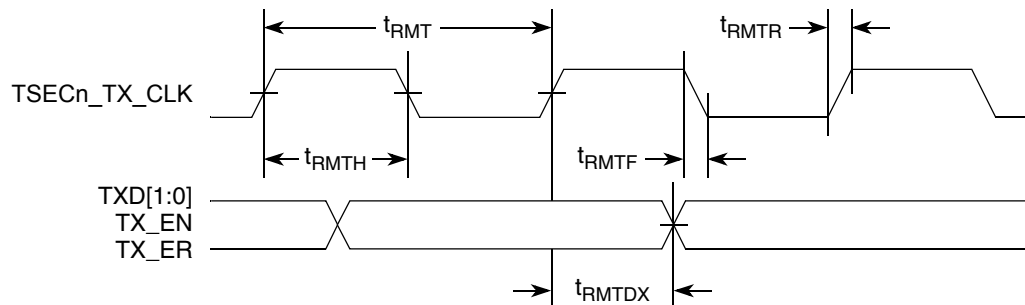 tRMT
tRMTR
TSECn_TX_CLK
tRMTH
tRMTF
TXD[1:0]
TX_EN
TX_ER
tRMTDX